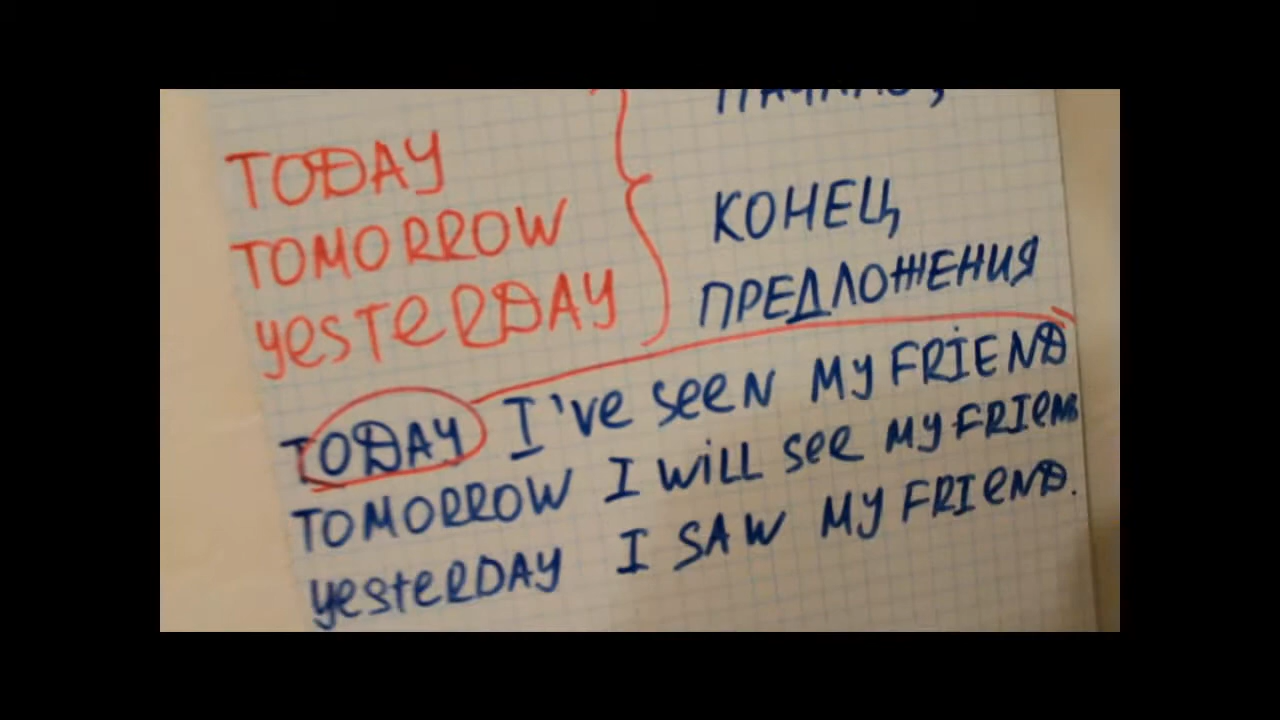 TODAY
TOMORROW
yesTeRDAY
КОНЕЦ
ПРЕДЛОЖЕНИЯ
TODAY I've seeN MY FRiEND
TOMORROW I WiLL see MY FRIeND
yesteRDAY I SAW MY FRIeND.